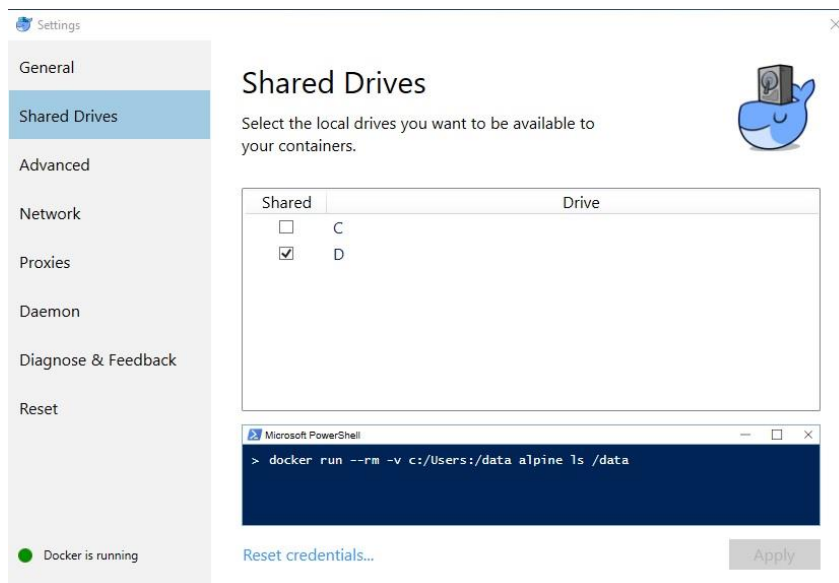 Settings
General
Shared Drives
Advanced
Network
Proxies
Daemon
Diagnose & Feedback
Reset
Docker is running
Shared Drives
Select the local drives you want to be available to
your containers.
Shared Drive
C
D
Microsoft PowerShell
> docker run --rm -v c:/Users:/data alpine ls /data
Reset credentials...
Apply